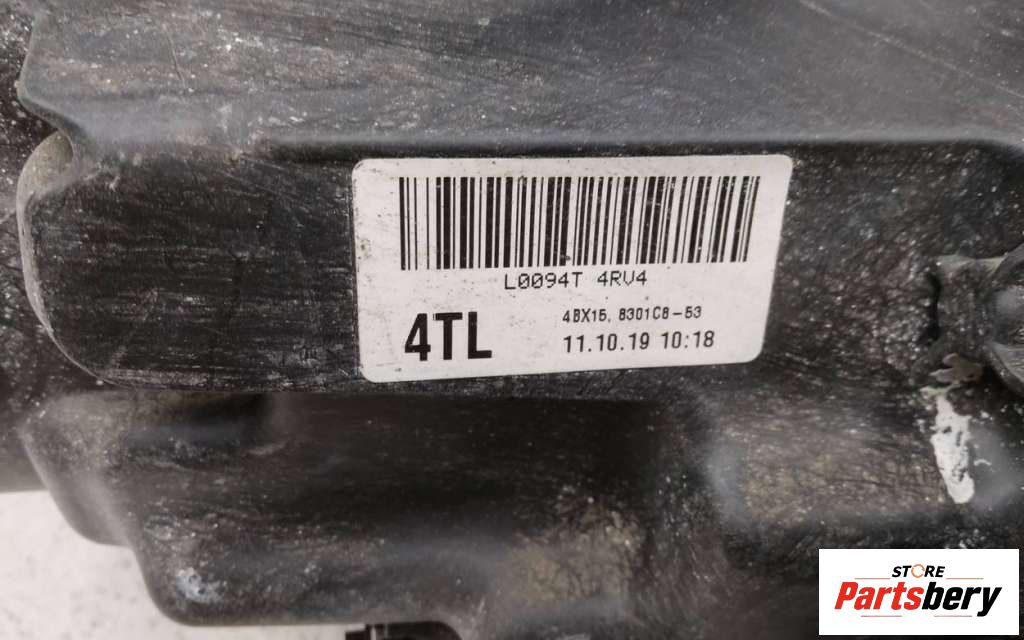 L0094T 4RV4
4TL
4BX15, 8301C8-53
11.10.19 10:18
STORE
Partsbery